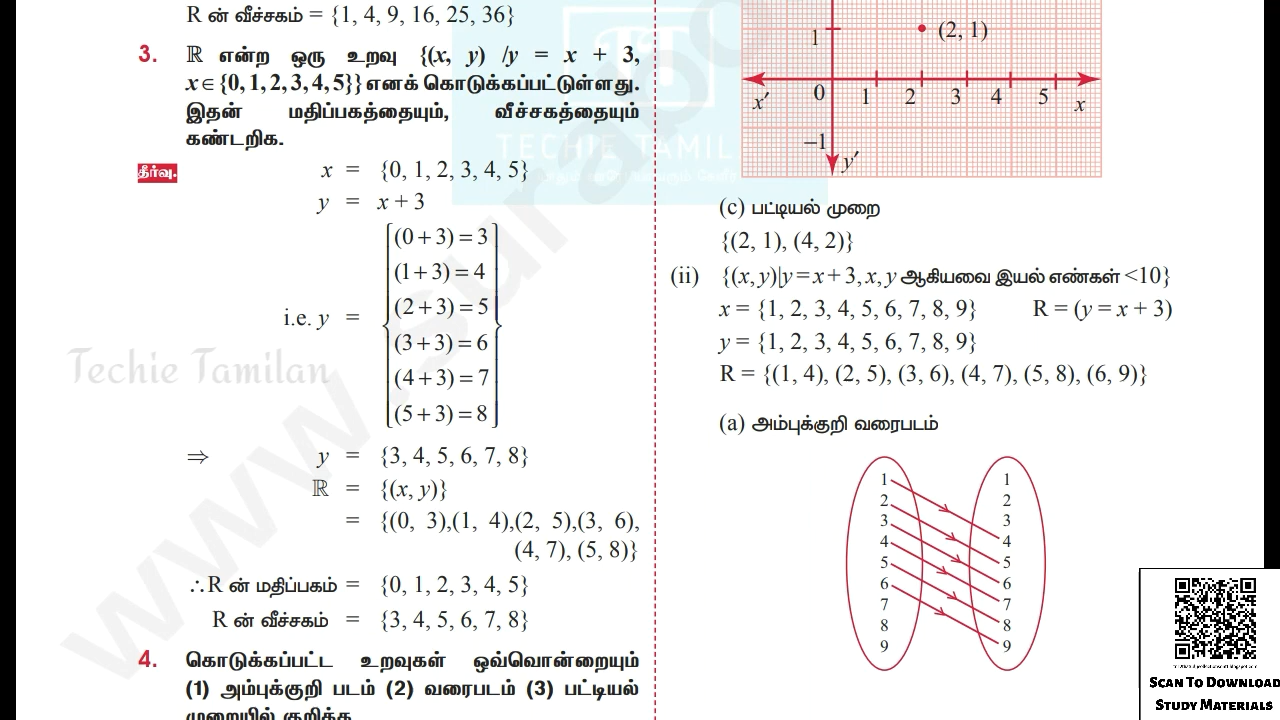 R ன் வீச்சகம் = {1, 4, 9, 16, 25, 36}
3. ℝ என்ற ஒரு உறவு {(x, y) /y = x + 3,
x∈{0, 1, 2, 3, 4, 5}} எனக் கொடுக்கப்பட்டுள்ளது.
இதன் மதிப்பகத்தையும், வீச்சகத்தையும்
கண்டறிக.
தீர்வு. x = {0, 1, 2, 3, 4, 5}
y = x + 3
(0 + 3) = 3
(1 + 3) = 4
(2 + 3) = 5
i.e. y =
(3 + 3) = 6
(4 + 3) = 7
(5 + 3) = 8
⇒ y = {3, 4, 5, 6, 7, 8}
ℝ = {(x, y)}
= {(0, 3),(1, 4),(2, 5),(3, 6),
(4, 7), (5, 8)}
∴R ன் மதிப்பகம் = {0, 1, 2, 3, 4, 5}
R ன் வீச்சகம் = {3, 4, 5, 6, 7, 8}
4. கொடுக்கப்பட்ட உறவுகள் ஒவ்வொன்றையும்
(1) அம்புக்குறி படம் (2) வரைபடம் (3) பட்டியல்
முறையில் குறிக்க
1 (2, 1)
x′ 0 1 2 3 4 5 x
−1 y′
(c) பட்டியல் முறை
{(2, 1), (4, 2)}
(ii) {(x, y)|y = x + 3, x, y ஆகியவை இயல் எண்கள் <10}
x = {1, 2, 3, 4, 5, 6, 7, 8, 9} R = (y = x + 3)
y = {1, 2, 3, 4, 5, 6, 7, 8, 9}
R = {(1, 4), (2, 5), (3, 6), (4, 7), (5, 8), (6, 9)}
(a) அம்புக்குறி வரைபடம்
1 1
2 2
3 3
4 4
5 5
6 6
7 7
8 8
9 9
TECHIE TAMIL
Techie Tamilan
www.surabo
SCAN TO DOWNLOAD
STUDY MATERIALS